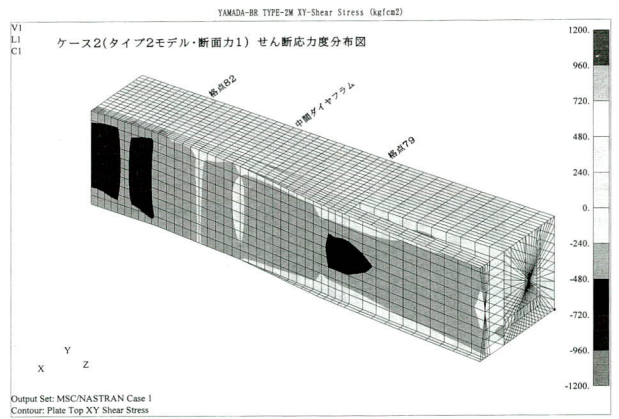 YAMADA-BR TYPE-2M XY-Shear Stress (kgfcm2)
V1
L1
C1
ケース2(タイプ2モデル・断面力1) せん断応力度分布図
格点82
中間ダイヤフラム
格点79
1200.
960.
720.
480.
240.
0.
-240.
-480.
-720.
-960.
-1200.
Y
X
Z
Output Set: MSC/NASTRAN Case 1
Contour: Plate Top XY Shear Stress